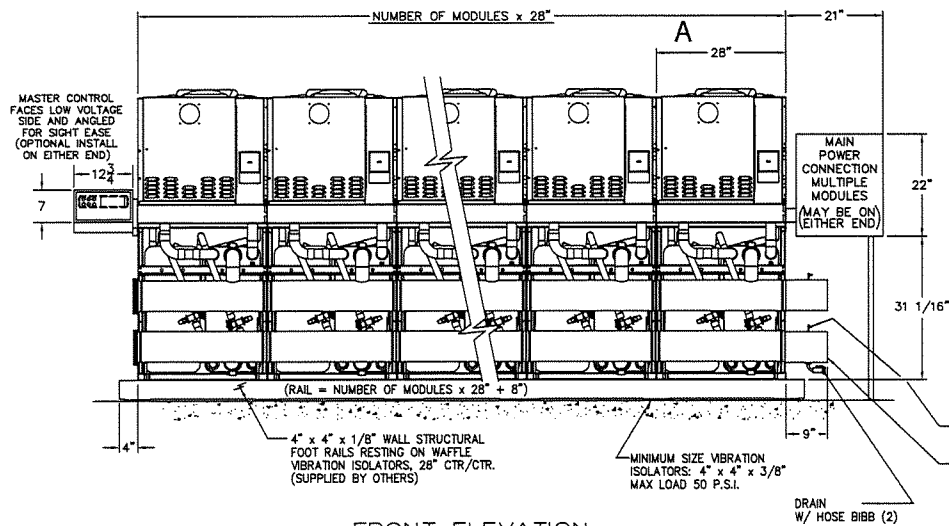 NUMBER OF MODULES x 28"
21"
A
28"
MASTER CONTROL
FACES LOW VOLTAGE
SIDE AND ANGLED
FOR SIGHT EASE
(OPTIONAL INSTALL
ON EITHER END)
12 3/4
7
MAIN
POWER
CONNECTION
MULTIPLE
MODULES
(MAY BE ON
EITHER END)
22"
31 1/16"
(RAIL = NUMBER OF MODULES x 28" + 8")
4"
9"
4" x 4" x 1/8" WALL STRUCTURAL
FOOT RAILS RESTING ON WAFFLE
VIBRATION ISOLATORS, 28" CTR/CTR.
(SUPPLIED BY OTHERS)
MINIMUM SIZE VIBRATION
ISOLATORS: 4" x 4" x 3/8"
MAX LOAD 50 P.S.I.
DRAIN
W/ HOSE BIBB (2)
FRONT ELEVATION